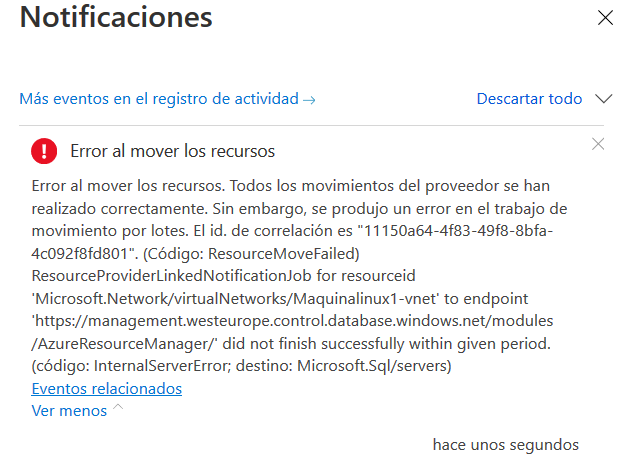 Notificaciones
Más eventos en el registro de actividad →
Descartar todo
Error al mover los recursos
Error al mover los recursos. Todos los movimientos del proveedor se han
realizado correctamente. Sin embargo, se produjo un error en el trabajo de
movimiento por lotes. El id. de correlación es "11150a64-4f83-49f8-8bfa-
4c092f8fd801". (Código: ResourceMoveFailed)
ResourceProviderLinkedNotificationJob for resourceid
'Microsoft.Network/virtualNetworks/Maquinalinux1-vnet' to endpoint
'https://management.westeurope.control.database.windows.net/modules
/AzureResourceManager/' did not finish successfully within given period.
(código: InternalServerError; destino: Microsoft.Sql/servers)
Eventos relacionados
Ver menos
hace unos segundos